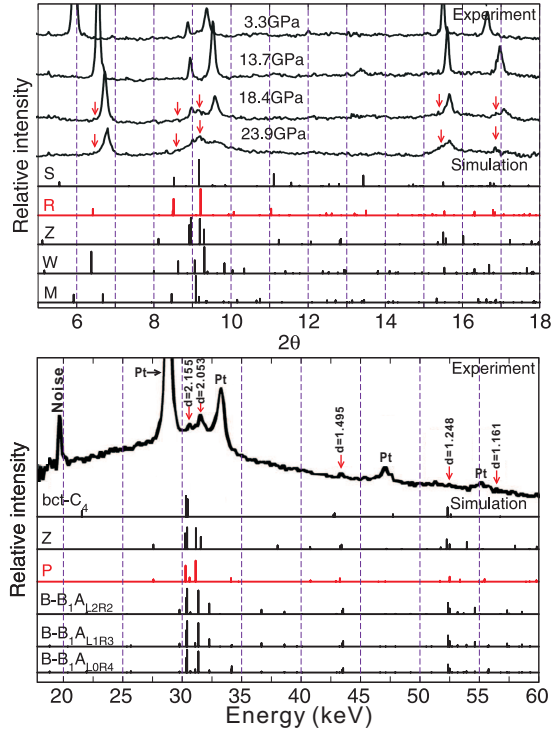 Experiment
3.3GPa
13.7GPa
18.4GPa
23.9GPa
Simulation
S
R
Z
W
M
6 8 10 12 14 16 18
2θ
Relative intensity
Experiment
Noise
Pt→
d=2.155
d=2.053
Pt
d=1.495
Pt
d=1.248
Pt
d=1.161
bct-C4
Simulation
Z
P
B-B1AL2R2
B-B1AL1R3
B-B1AL0R4
20 25 30 35 40 45 50 55 60
Energy (keV)
Relative intensity